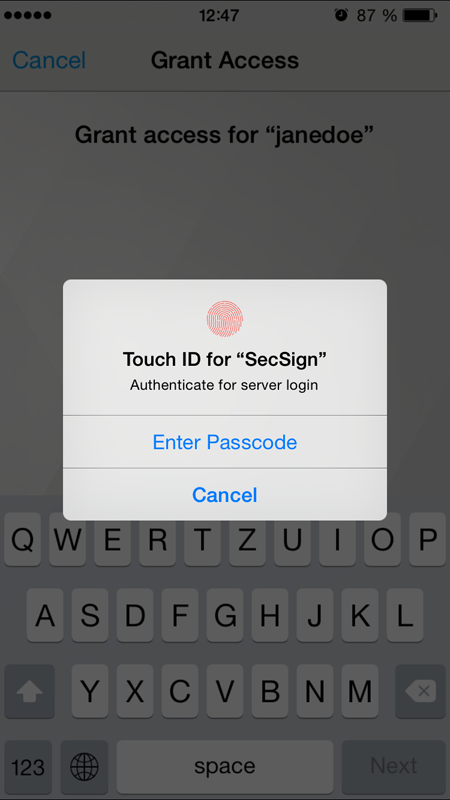 12:47 87 %
Cancel Grant Access
Grant access for “janedoe”
Touch ID for “SecSign”
Authenticate for server login
Enter Passcode
Cancel
Q W E R T Z U I O P
A S D F G H J K L
Y X C V B N M
123 space Next